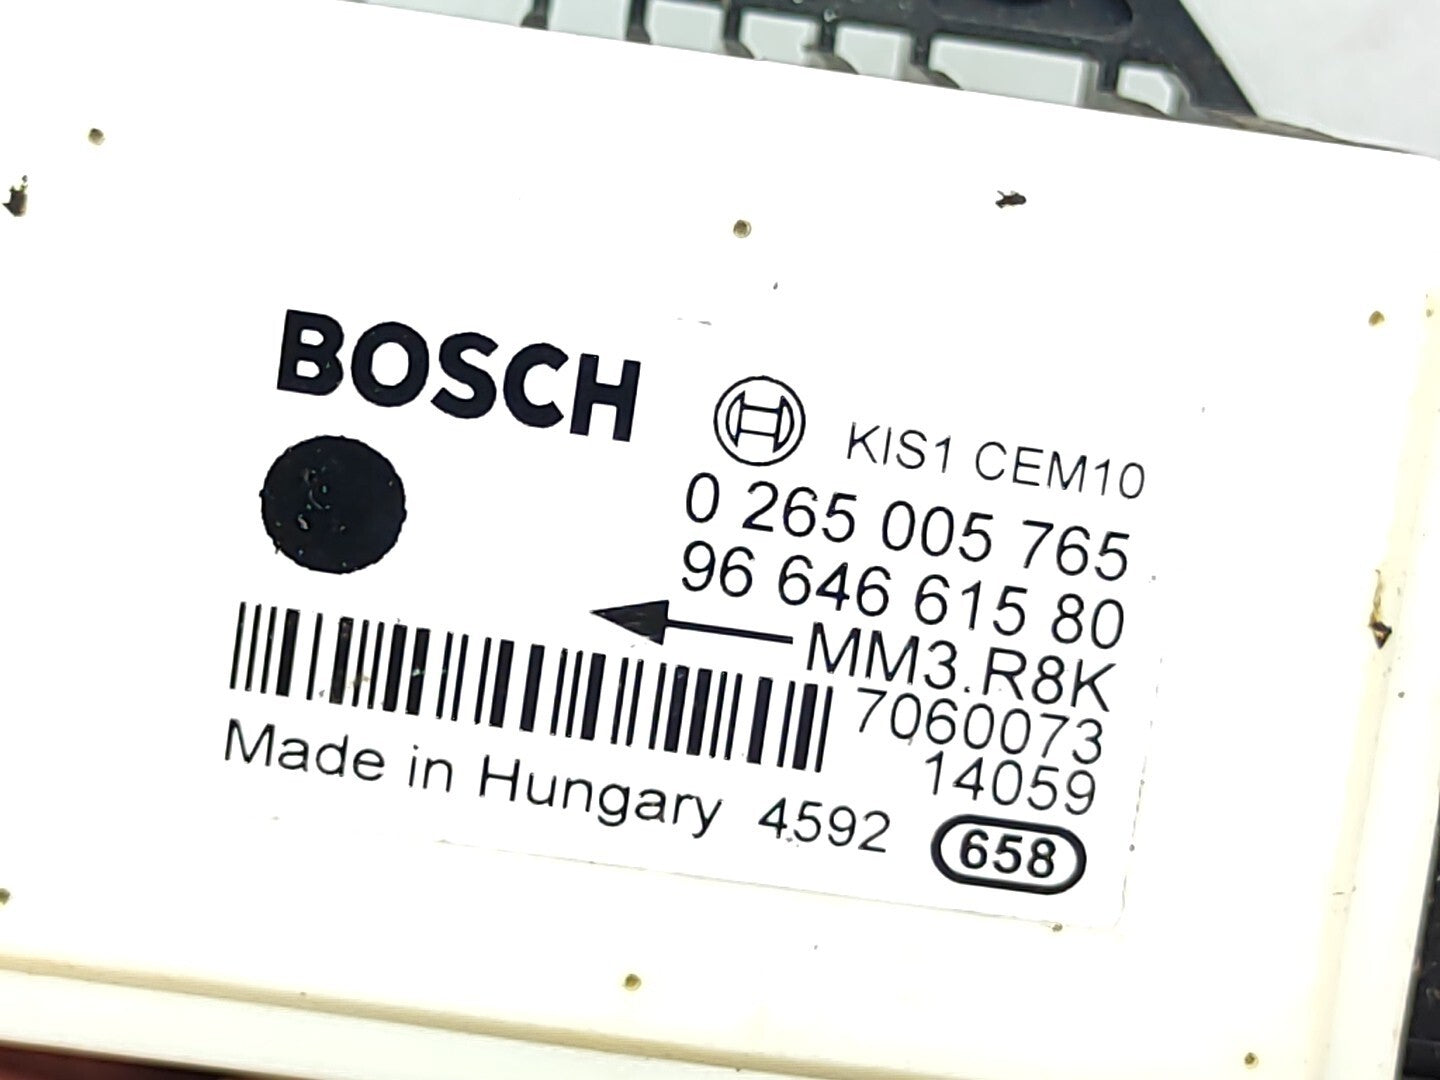 BOSCH
KIS1 CEM10
0 265 005 765
96 646 615 80
MM3.R8K
7060073
14059
Made in Hungary 4592
658